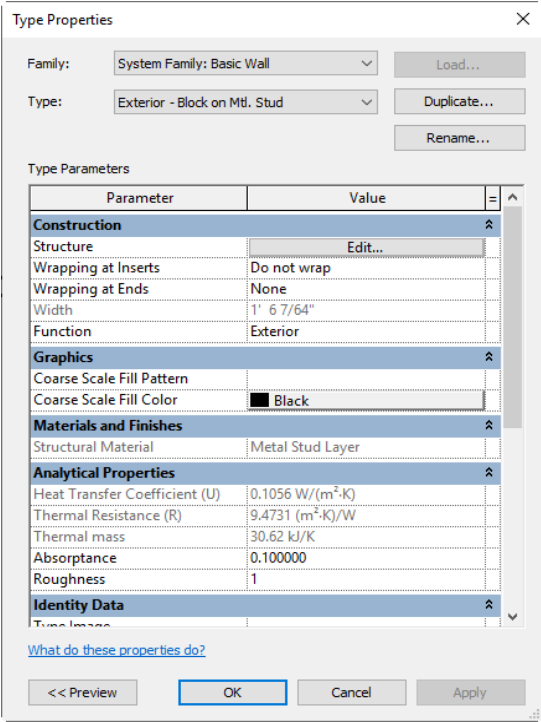 Type Properties
Family: System Family: Basic Wall Load...
Type: Exterior - Block on Mtl. Stud Duplicate...
Rename...
Type Parameters
Parameter Value =
Construction
Structure Edit...
Wrapping at Inserts Do not wrap
Wrapping at Ends None
Width 1' 6 7/64"
Function Exterior
Graphics
Coarse Scale Fill Pattern
Coarse Scale Fill Color Black
Materials and Finishes
Structural Material Metal Stud Layer
Analytical Properties
Heat Transfer Coefficient (U) 0.1056 W/(m²·K)
Thermal Resistance (R) 9.4731 (m²·K)/W
Thermal mass 30.62 kJ/K
Absorptance 0.100000
Roughness 1
Identity Data
Type Image
What do these properties do?
<< Preview OK Cancel Apply